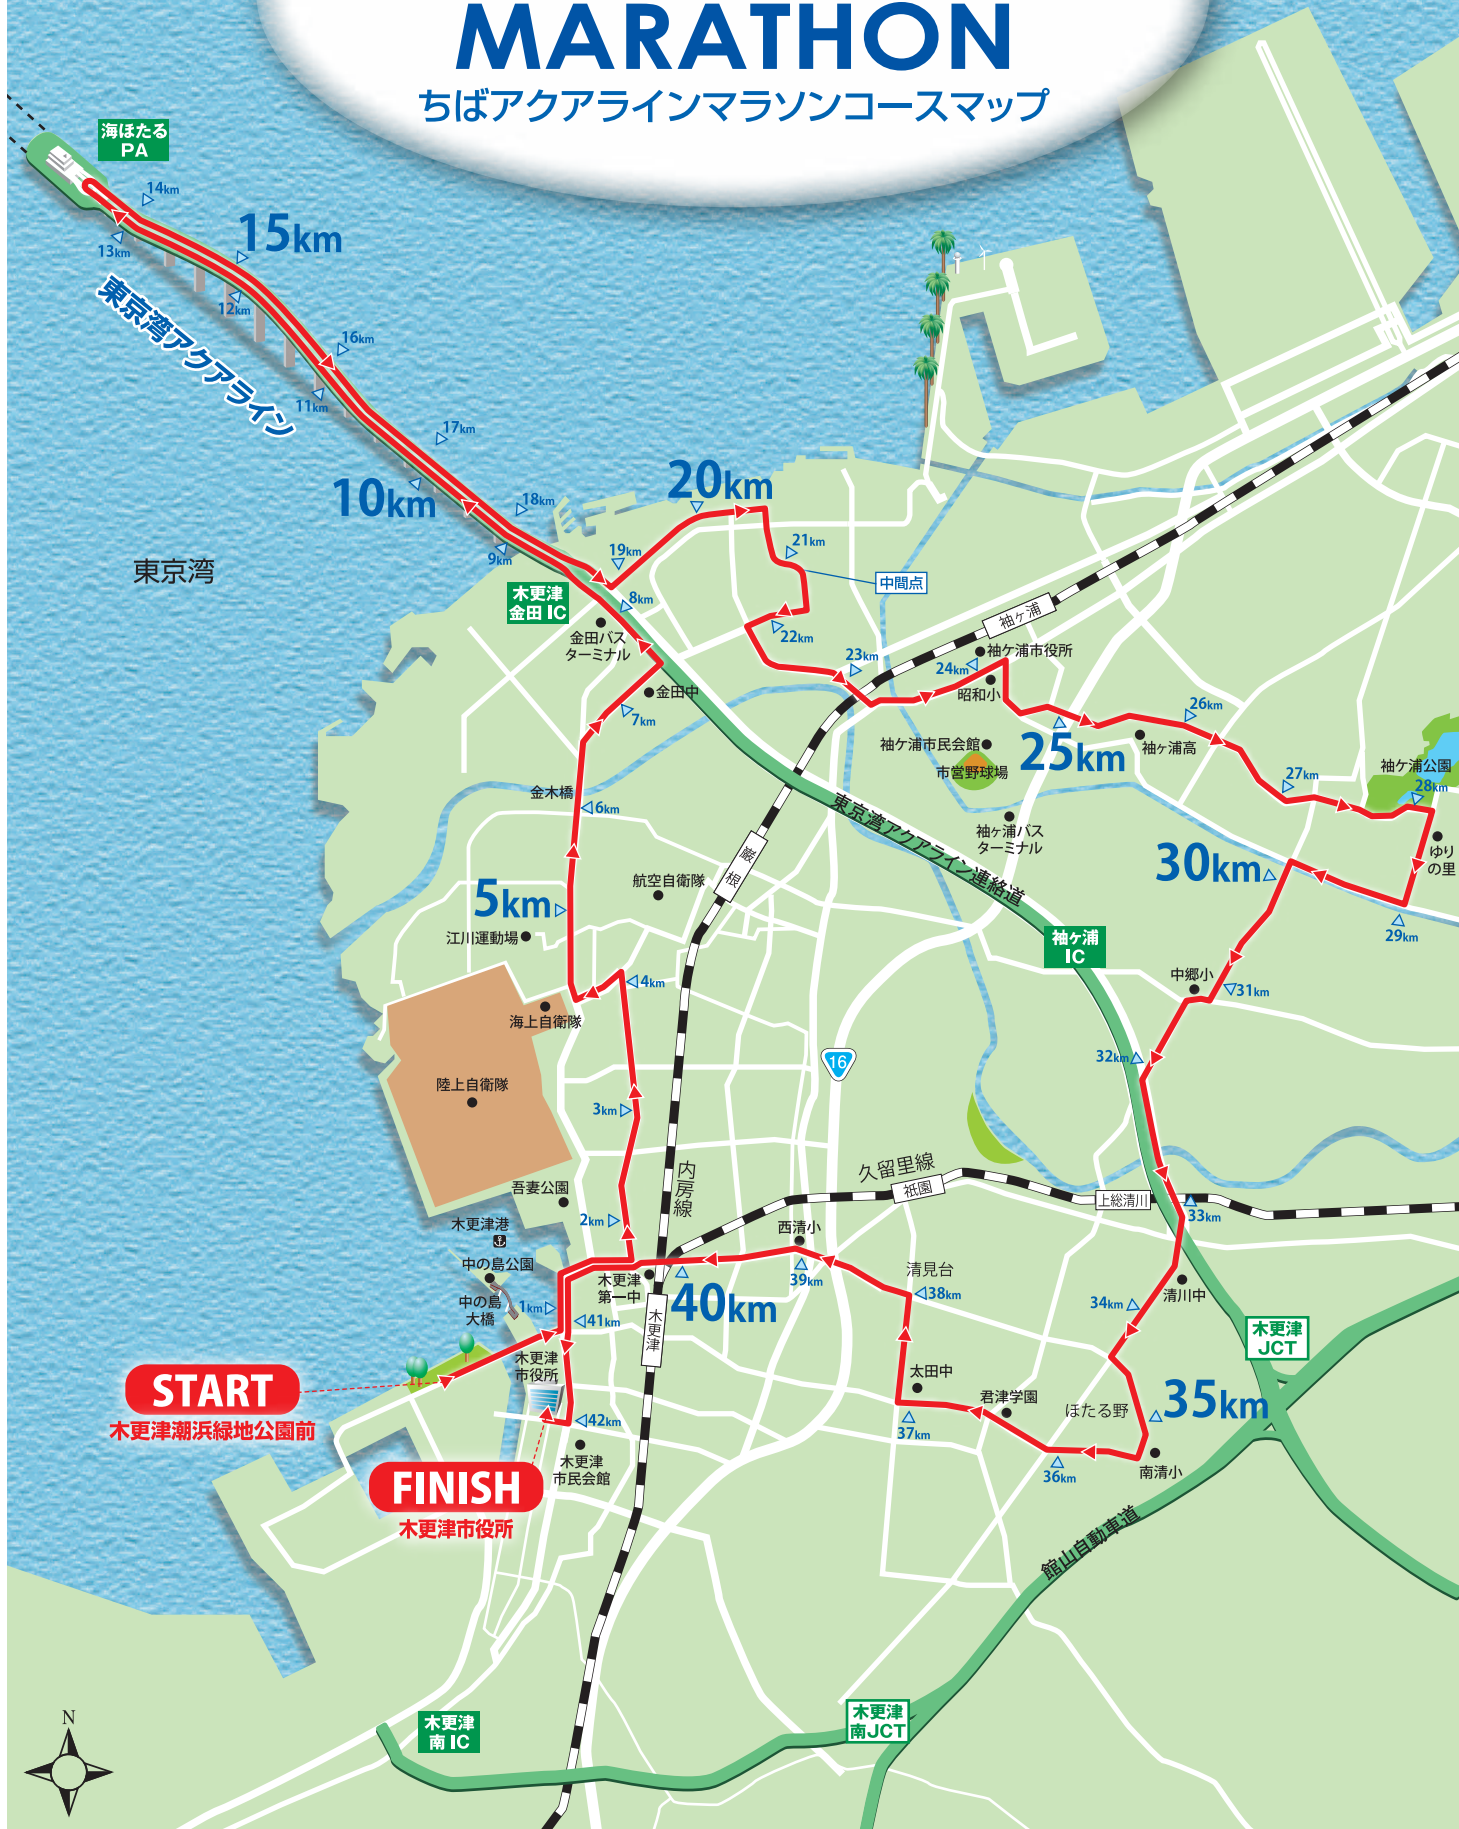 MARATHON
ちばアクアラインマラソンコースマップ
海ほたる
PA
14km
13km
15km
12km
東京湾アクアライン
16km
11km
17km
10km
18km
9km
20km
19km
21km
中間点
東京湾
木更津
金田 IC
8km
金田バス
ターミナル
22km
23km
袖ヶ浦
袖ケ浦市役所
24km
昭和小
金田中
7km
袖ケ浦市民会館
市営野球場
25km
26km
袖ヶ浦高
27km
袖ケ浦公園
28km
金木橋
6km
東京湾アクアライン連絡道
袖ヶ浦バス
ターミナル
ゆり
の里
巌根
30km
29km
航空自衛隊
5km
江川運動場
袖ヶ浦
IC
4km
中郷小
31km
海上自衛隊
32km
16
陸上自衛隊
3km
内房線
久留里線
祇園
上総清川
33km
吾妻公園
2km
木更津港
西清小
中の島公園
木更津
第一中
39km
清見台
38km
清川中
34km
中の島
大橋
1km
41km
40km
木更津
木更津
JCT
START
木更津潮浜緑地公園前
木更津
市役所
太田中
君津学園
ほたる野
35km
42km
37km
木更津
市民会館
36km
南清小
FINISH
木更津市役所
館山自動車道
木更津
南JCT
木更津
南 IC
N